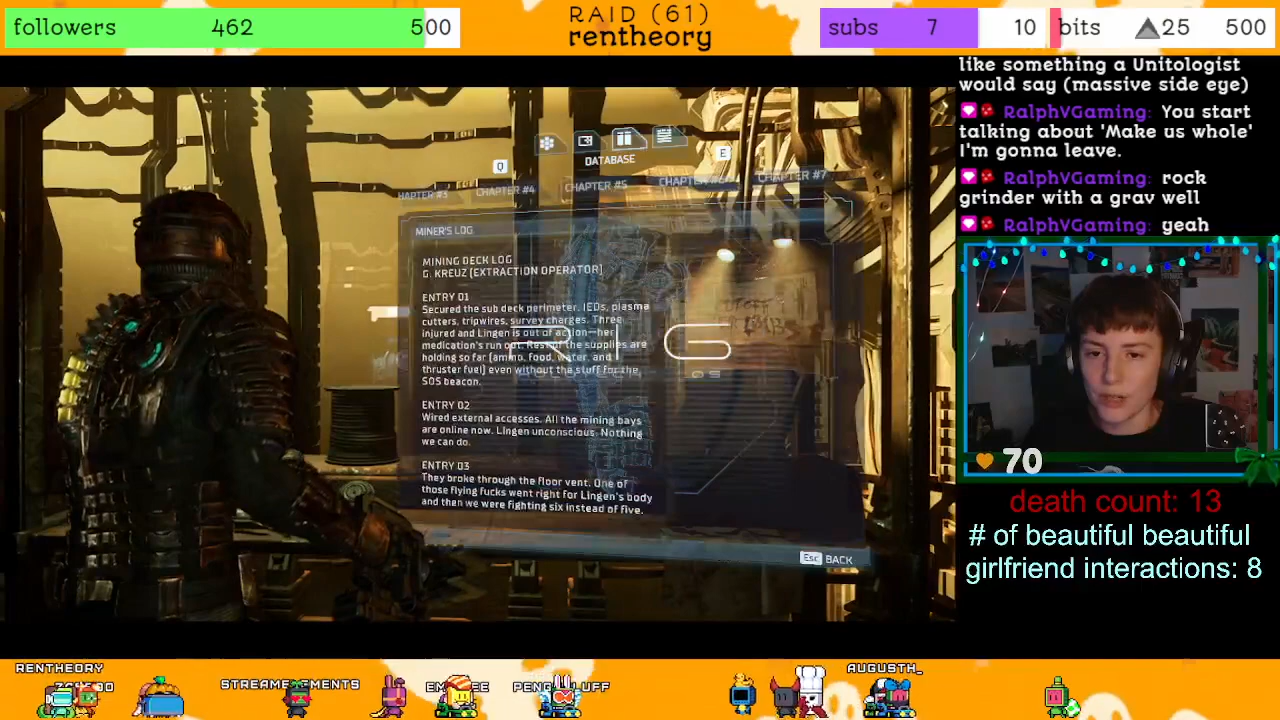 followers 462 500
RAID (61)
rentheory
subs 7 10
bits 25 500
like something a Unitologist
would say (massive side eye)
RalphVGaming: You start
talking about 'Make us whole'
I'm gonna leave.
RalphVGaming: rock
grinder with a grav well
RalphVGaming: yeah
DATABASE
Q
E
CHAPTER #4
CHAPTER #5
CHAPTER #7
MINER'S LOG
MINING DECK LOG
G. KREUZ [EXTRACTION OPERATOR]
ENTRY 01
Secured the sub deck perimeter. IEDs, plasma
cutters, tripwires, survey charges. Three
injured and Lingen is out of action—her
medication's run out. Rest of the supplies are
holding so far [amino, food, water, and
thruster fuel] even without the stuff for the
SOS beacon.
ENTRY 02
Wired external accesses. All the mining bays
are online now. Lingen unconscious. Nothing
we can do.
ENTRY 03
They broke through the floor vent. One of
those flying fucks went right for Lingen's body
and then we were fighting six instead of five.
Esc BACK
70
death count: 13
# of beautiful beautiful
girlfriend interactions: 8
RENTHEORY
STREAMELEMENTS
AUGUSTH_